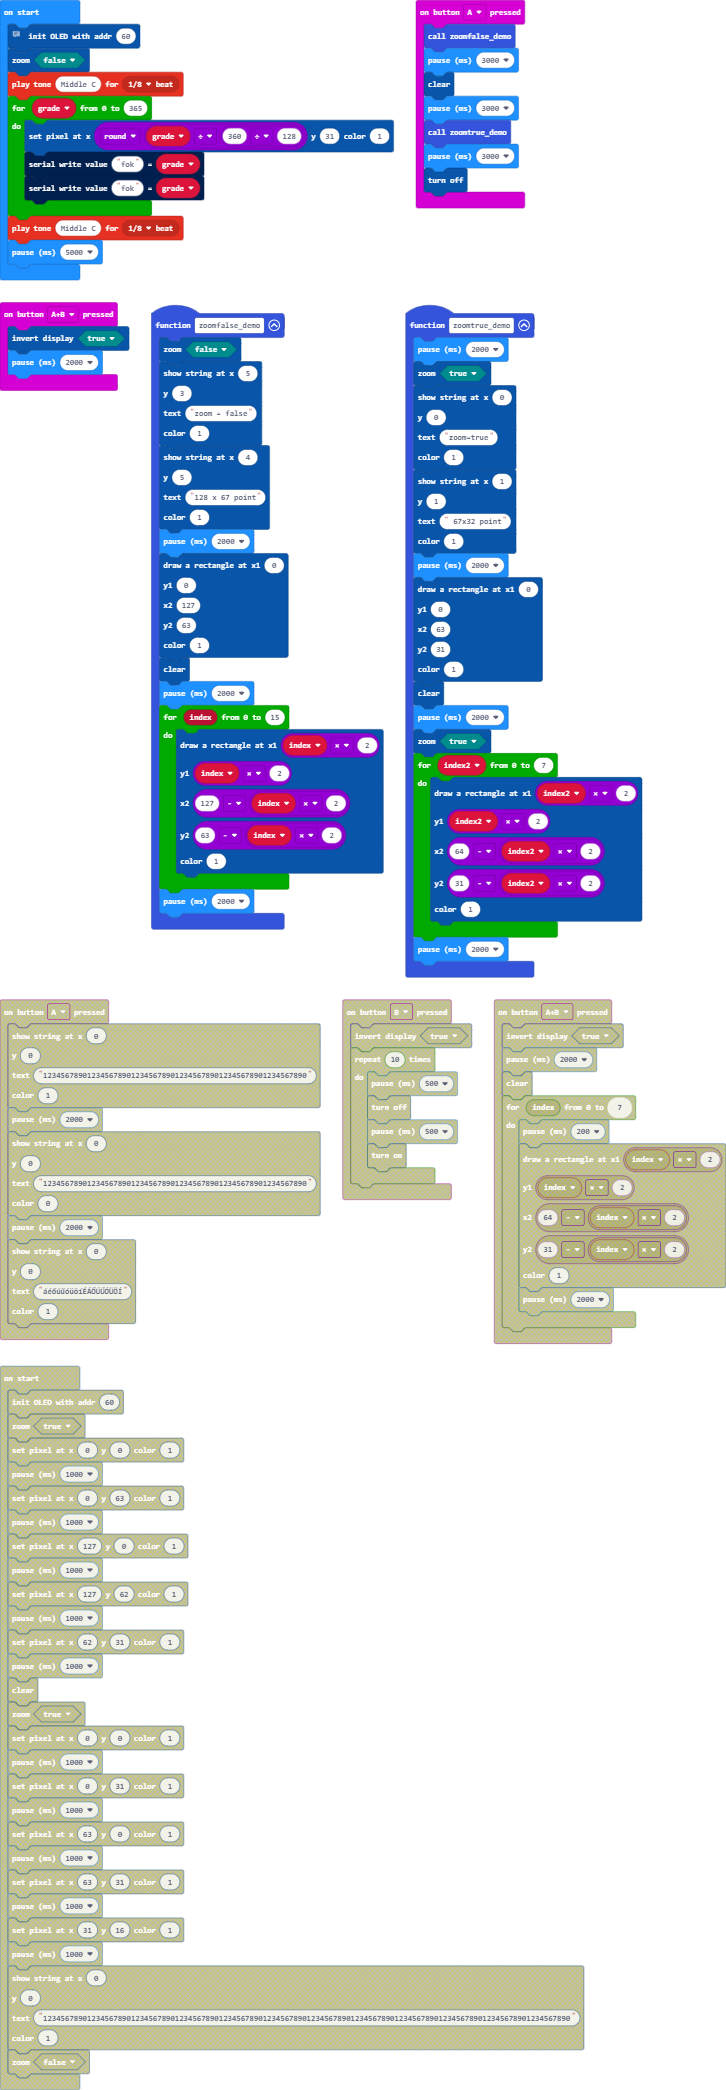 on start
init OLED with addr 60
zoom false
play tone Middle C for 1/8 beat
for grade from 0 to 365
do
set pixel at x round grade ÷ 360 ÷ 128 y 31 color 1
serial write value "fok" = grade
serial write value "fok" = grade
play tone Middle C for 1/8 beat
pause (ms) 5000
on button A pressed
call zoomfalse_demo
pause (ms) 3000
clear
pause (ms) 3000
call zoomtrue_demo
pause (ms) 3000
turn off
on button A+B pressed
invert display true
pause (ms) 2000
function zoomfalse_demo
zoom false
show string at x 5
y 3
text "zoom = false"
color 1
show string at x 4
y 5
text "128 x 67 point"
color 1
pause (ms) 2000
draw a rectangle at x1 0
y1 0
x2 127
y2 63
color 1
clear
pause (ms) 2000
for index from 0 to 15
do
draw a rectangle at x1 index × 2
y1 index × 2
x2 127 - index × 2
y2 63 - index × 2
color 1
pause (ms) 2000
function zoomtrue_demo
pause (ms) 2000
zoom true
show string at x 0
y 0
text "zoom=true"
color 1
show string at x 1
y 1
text " 67x32 point"
color 1
pause (ms) 2000
draw a rectangle at x1 0
y1 0
x2 63
y2 31
color 1
clear
pause (ms) 2000
zoom true
for index2 from 0 to 7
do
draw a rectangle at x1 index2 × 2
y1 index2 × 2
x2 64 - index2 × 2
y2 31 - index2 × 2
color 1
pause (ms) 2000
on button A pressed
show string at x 0
y 0
text "123456789012345678901234567890123456789012345678901234567890"
color 1
pause (ms) 2000
show string at x 0
y 0
text "123456789012345678901234567890123456789012345678901234567890"
color 0
pause (ms) 2000
show string at x 0
y 0
color 1
on button B pressed
invert display true
repeat 10 times
do
pause (ms) 500
turn off
pause (ms) 500
turn on
on button A+B pressed
invert display true
pause (ms) 2000
clear
for index from 0 to 7
do
pause (ms) 200
draw a rectangle at x1 index × 2
y1 index × 2
x2 64 - index × 2
y2 31 - index × 2
color 1
pause (ms) 2000
on start
init OLED with addr 60
zoom true
set pixel at x 0 y 0 color 1
pause (ms) 1000
set pixel at x 0 y 63 color 1
pause (ms) 1000
set pixel at x 127 y 0 color 1
pause (ms) 1000
set pixel at x 127 y 62 color 1
pause (ms) 1000
set pixel at x 62 y 31 color 1
pause (ms) 1000
clear
zoom true
set pixel at x 0 y 0 color 1
pause (ms) 1000
set pixel at x 0 y 31 color 1
pause (ms) 1000
set pixel at x 63 y 0 color 1
pause (ms) 1000
set pixel at x 63 y 31 color 1
pause (ms) 1000
set pixel at x 31 y 16 color 1
pause (ms) 1000
show string at x 0
y 0
text "123456789012345678901234567890123456789012345678901234567890123456789012345678901234567890123456789012345678901234567890"
color 1
zoom false